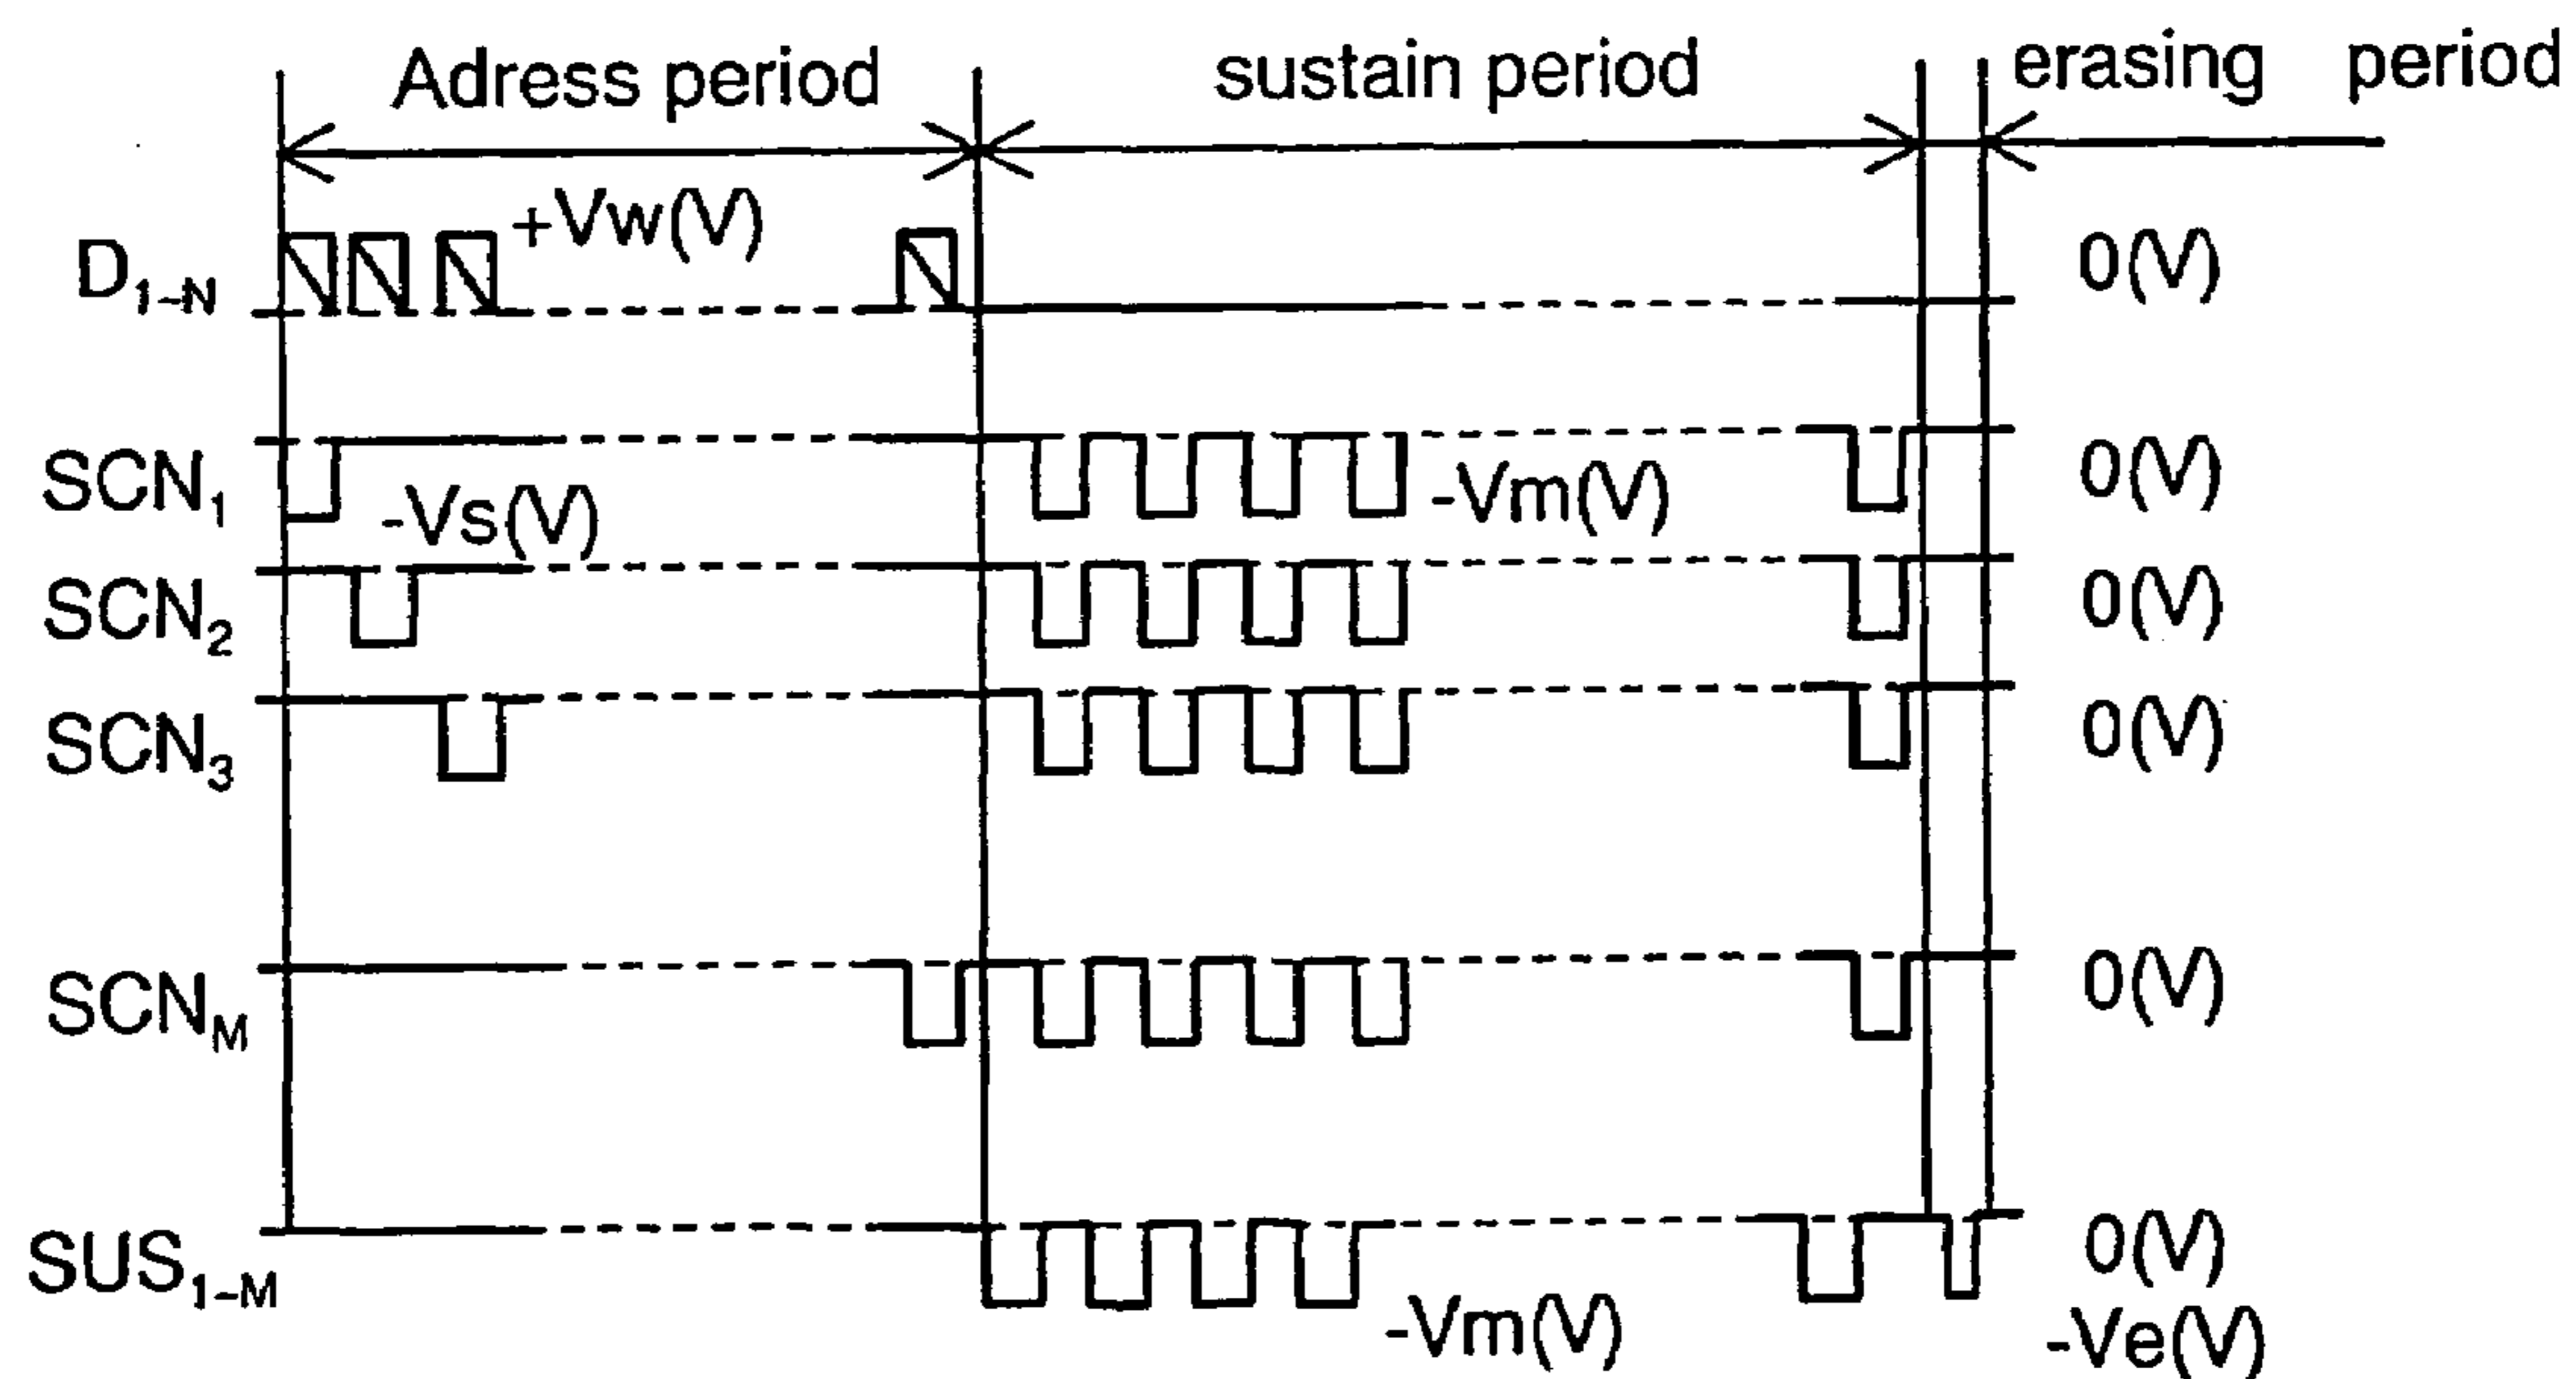 Adress period sustain period erasing period
D1-N +Vw(V) 0(V)
SCN1 -Vs(V) -Vm(V) 0(V)
SCN2 0(V)
SCN3 0(V)
SCNM 0(V)
SUS1-M -Vm(V) 0(V)
-Ve(V)